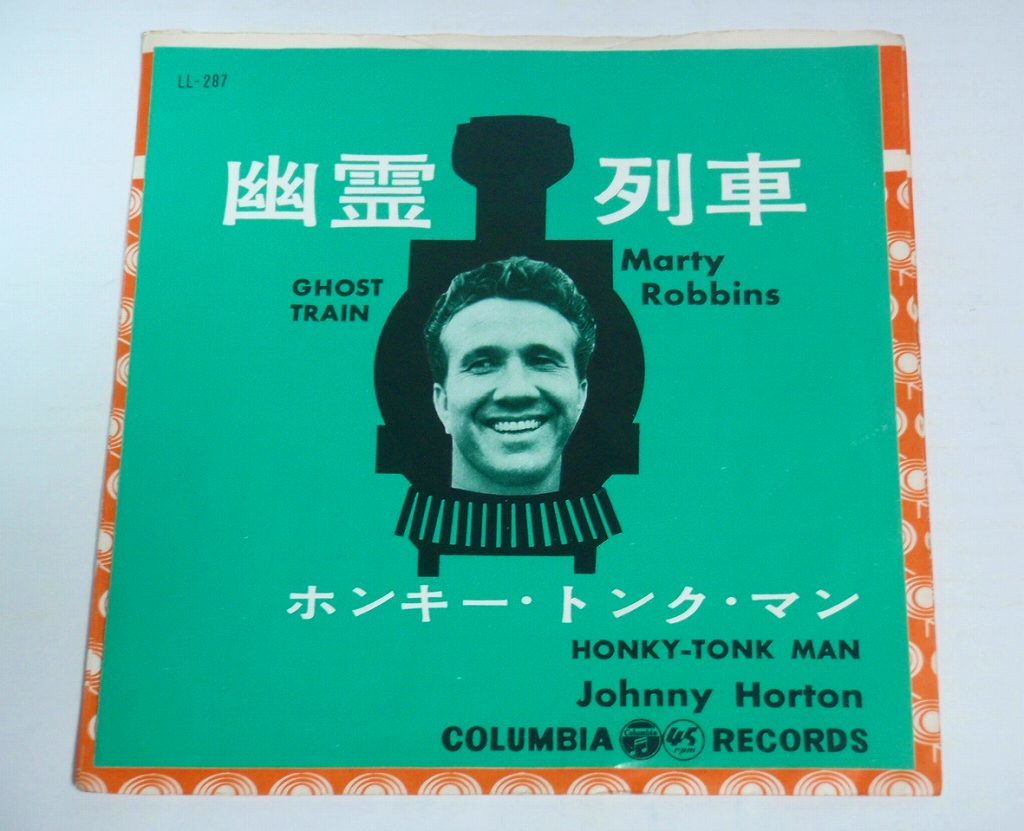 LL-287
幽霊列車
GHOST
TRAIN
Marty
Robbins
ホンキー・トンク・マン
HONKY-TONK MAN
Johnny Horton
COLUMBIA Columbia 45 rpm RECORDS